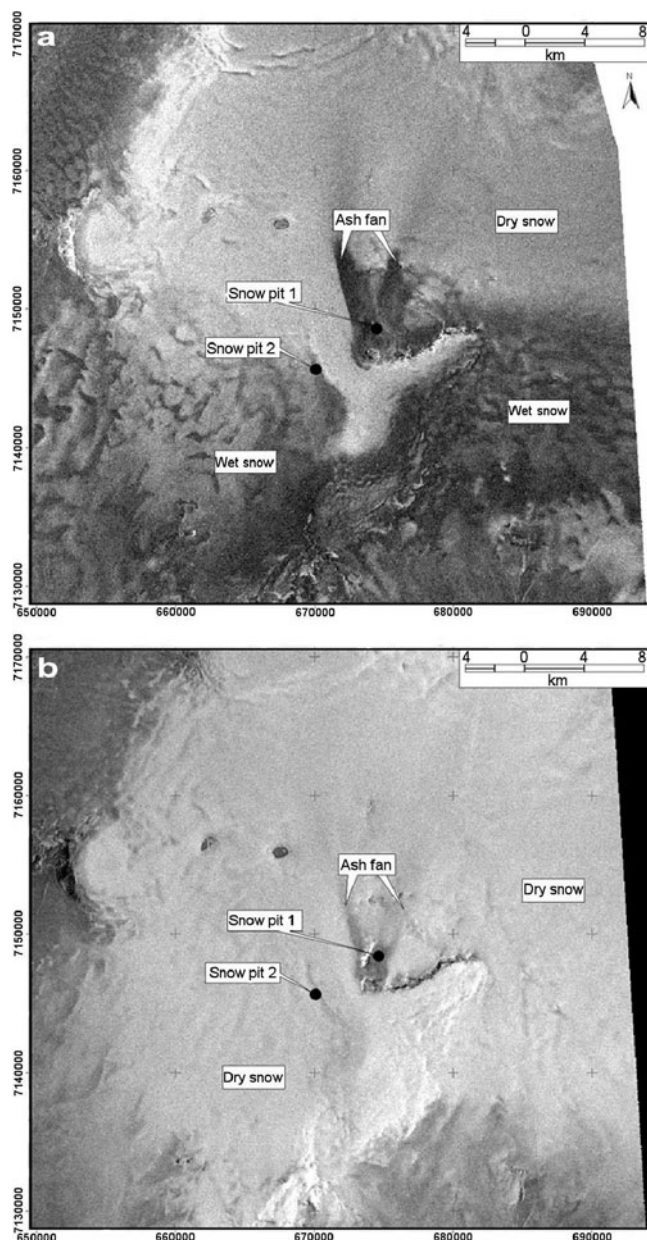 a
7170000
4 0 4 8
km
N
7160000
Ash fan
Dry snow
Snow pit 1
7150000
Snow pit 2
Wet snow
7140000
Wet snow
7130000
650000 660000 670000 680000 690000
b
7170000
4 0 4 8
km
7160000
Ash fan
Dry snow
Snow pit 1
7150000
Snow pit 2
Dry snow
7140000
7130000
650000 660000 670000 680000 690000